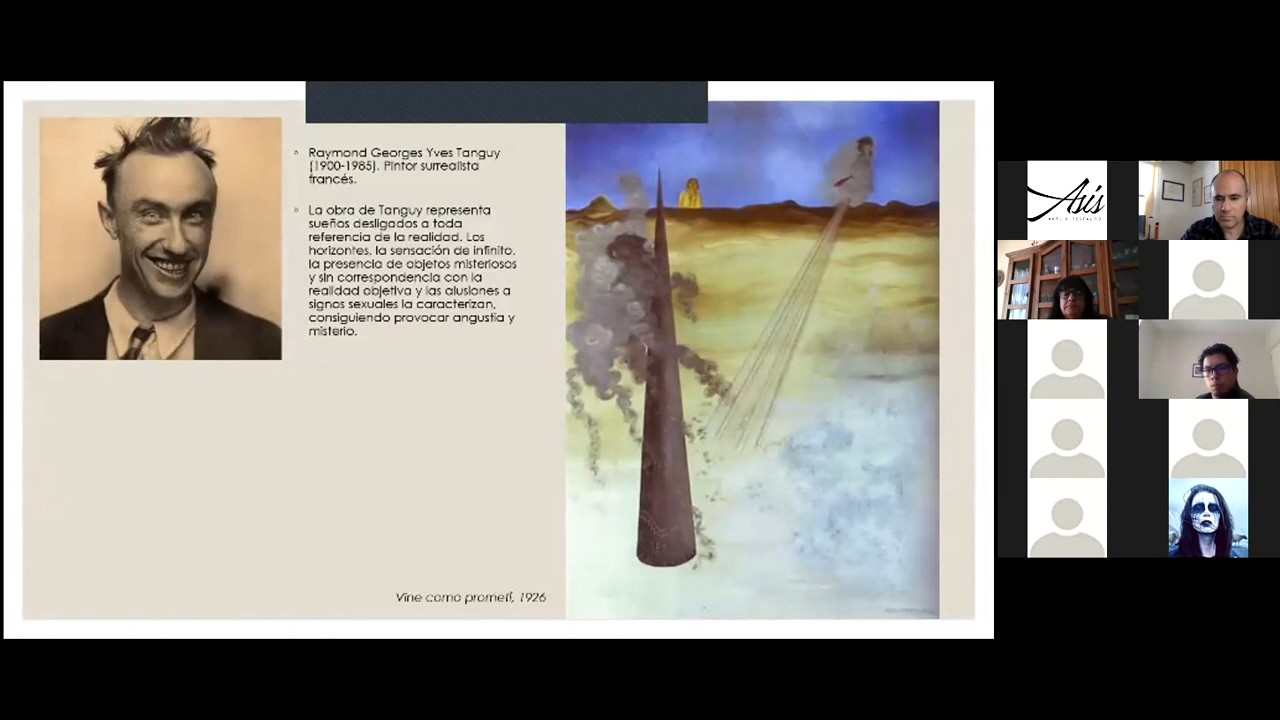 Raymond Georges Yves Tanguy
(1900-1985). Pintor surrealista
francés.
La obra de Tanguy representa
sueños desligados a toda
referencia de la realidad. Los
horizontes, la sensación de infinito,
la presencia de objetos misteriosos
y sin correspondencia con la
realidad objetiva y las alusiones a
signos sexuales la caracterizan,
consiguiendo provocar angustia y
misterio.
Vine como prometí, 1926
Asís